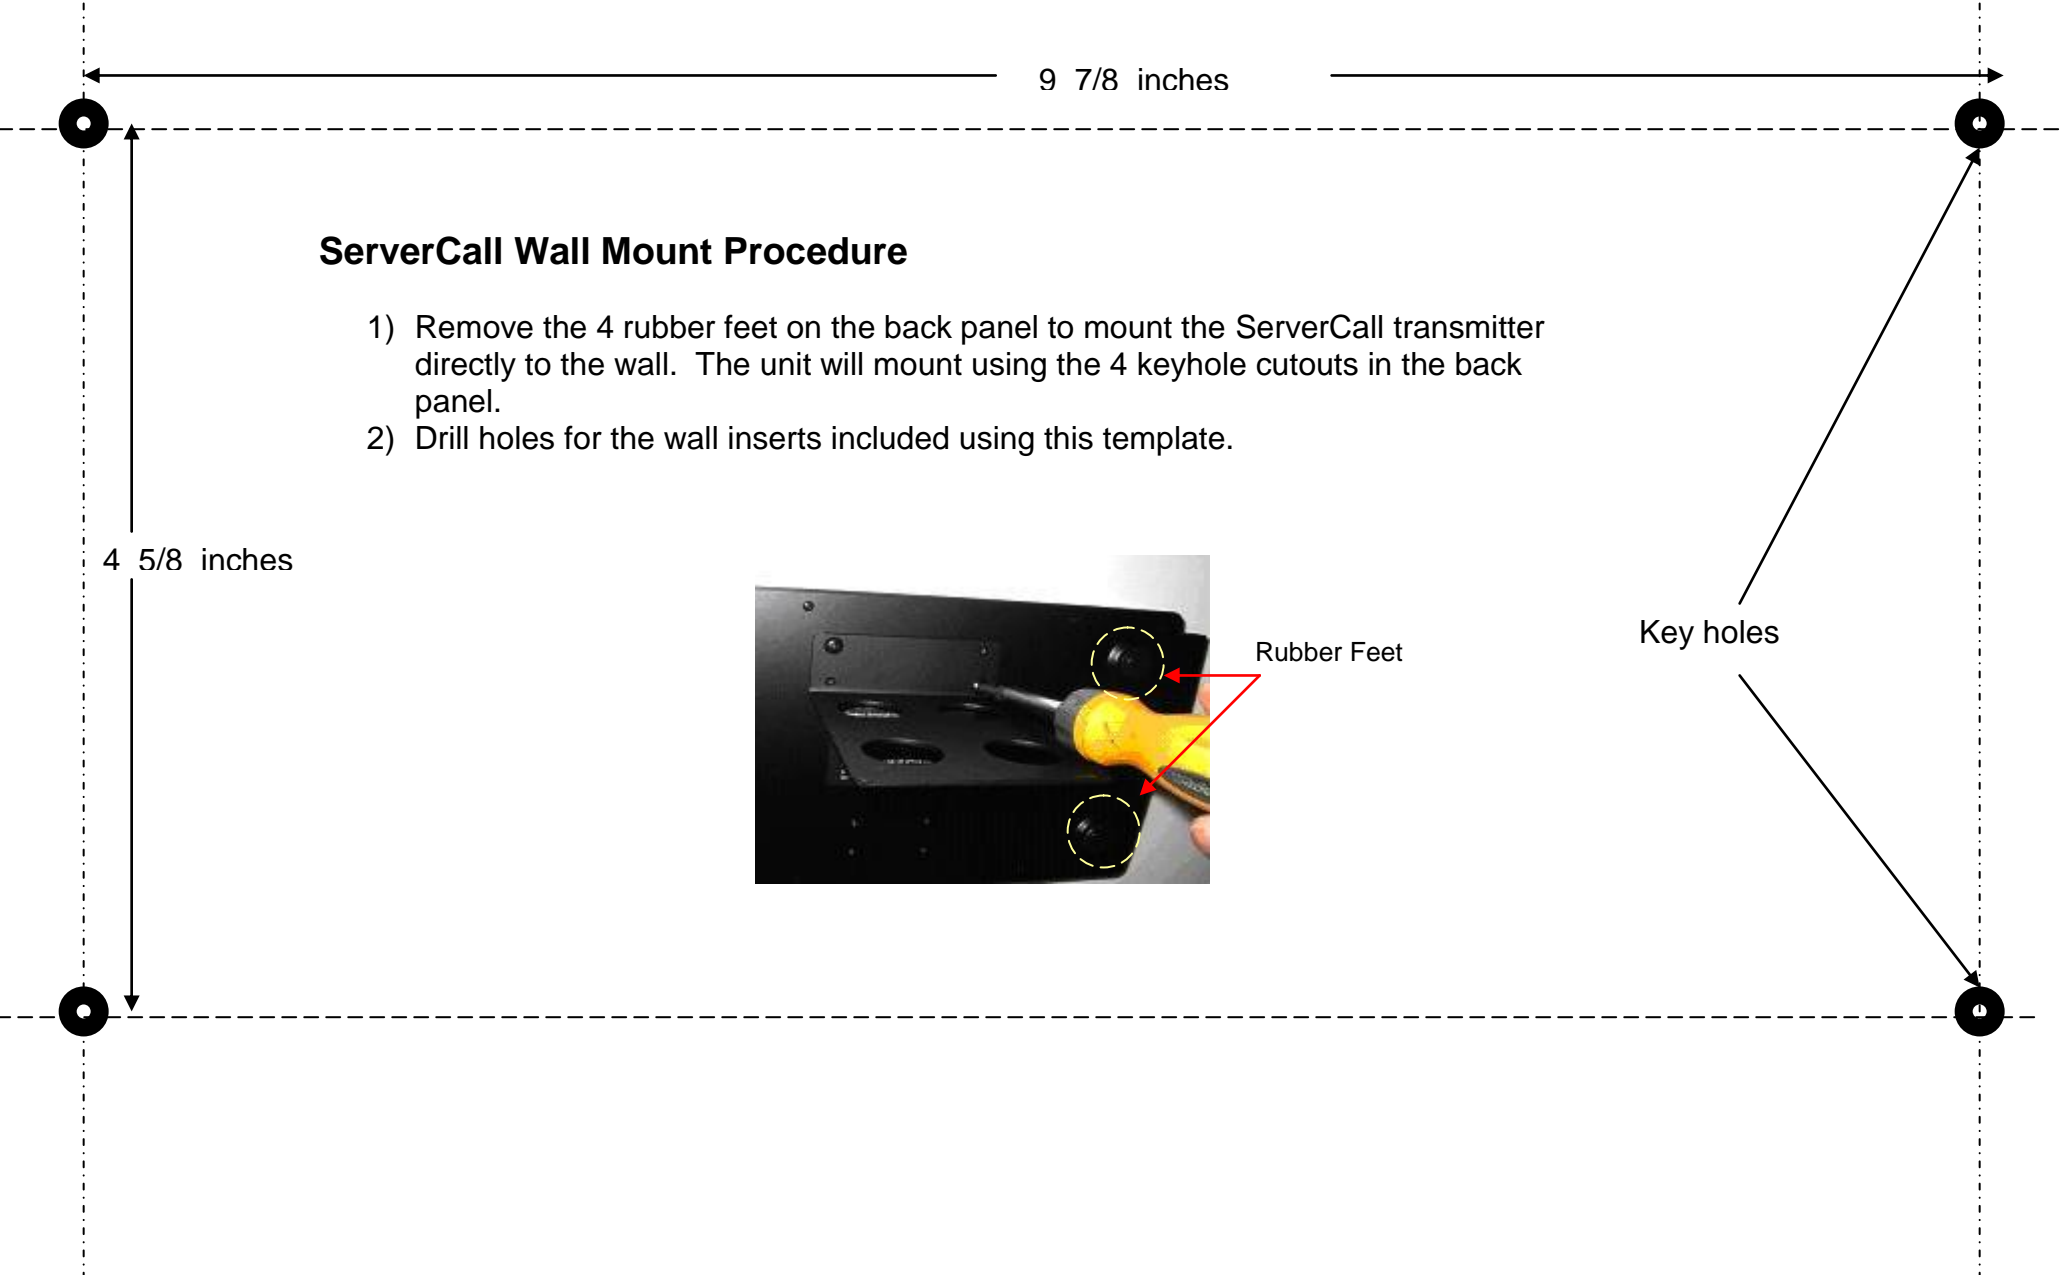 9 7/8 inches
ServerCall Wall Mount Procedure
1) Remove the 4 rubber feet on the back panel to mount the ServerCall transmitter
directly to the wall. The unit will mount using the 4 keyhole cutouts in the back
panel.
2) Drill holes for the wall inserts included using this template.
4 5/8 inches
Rubber Feet
Key holes